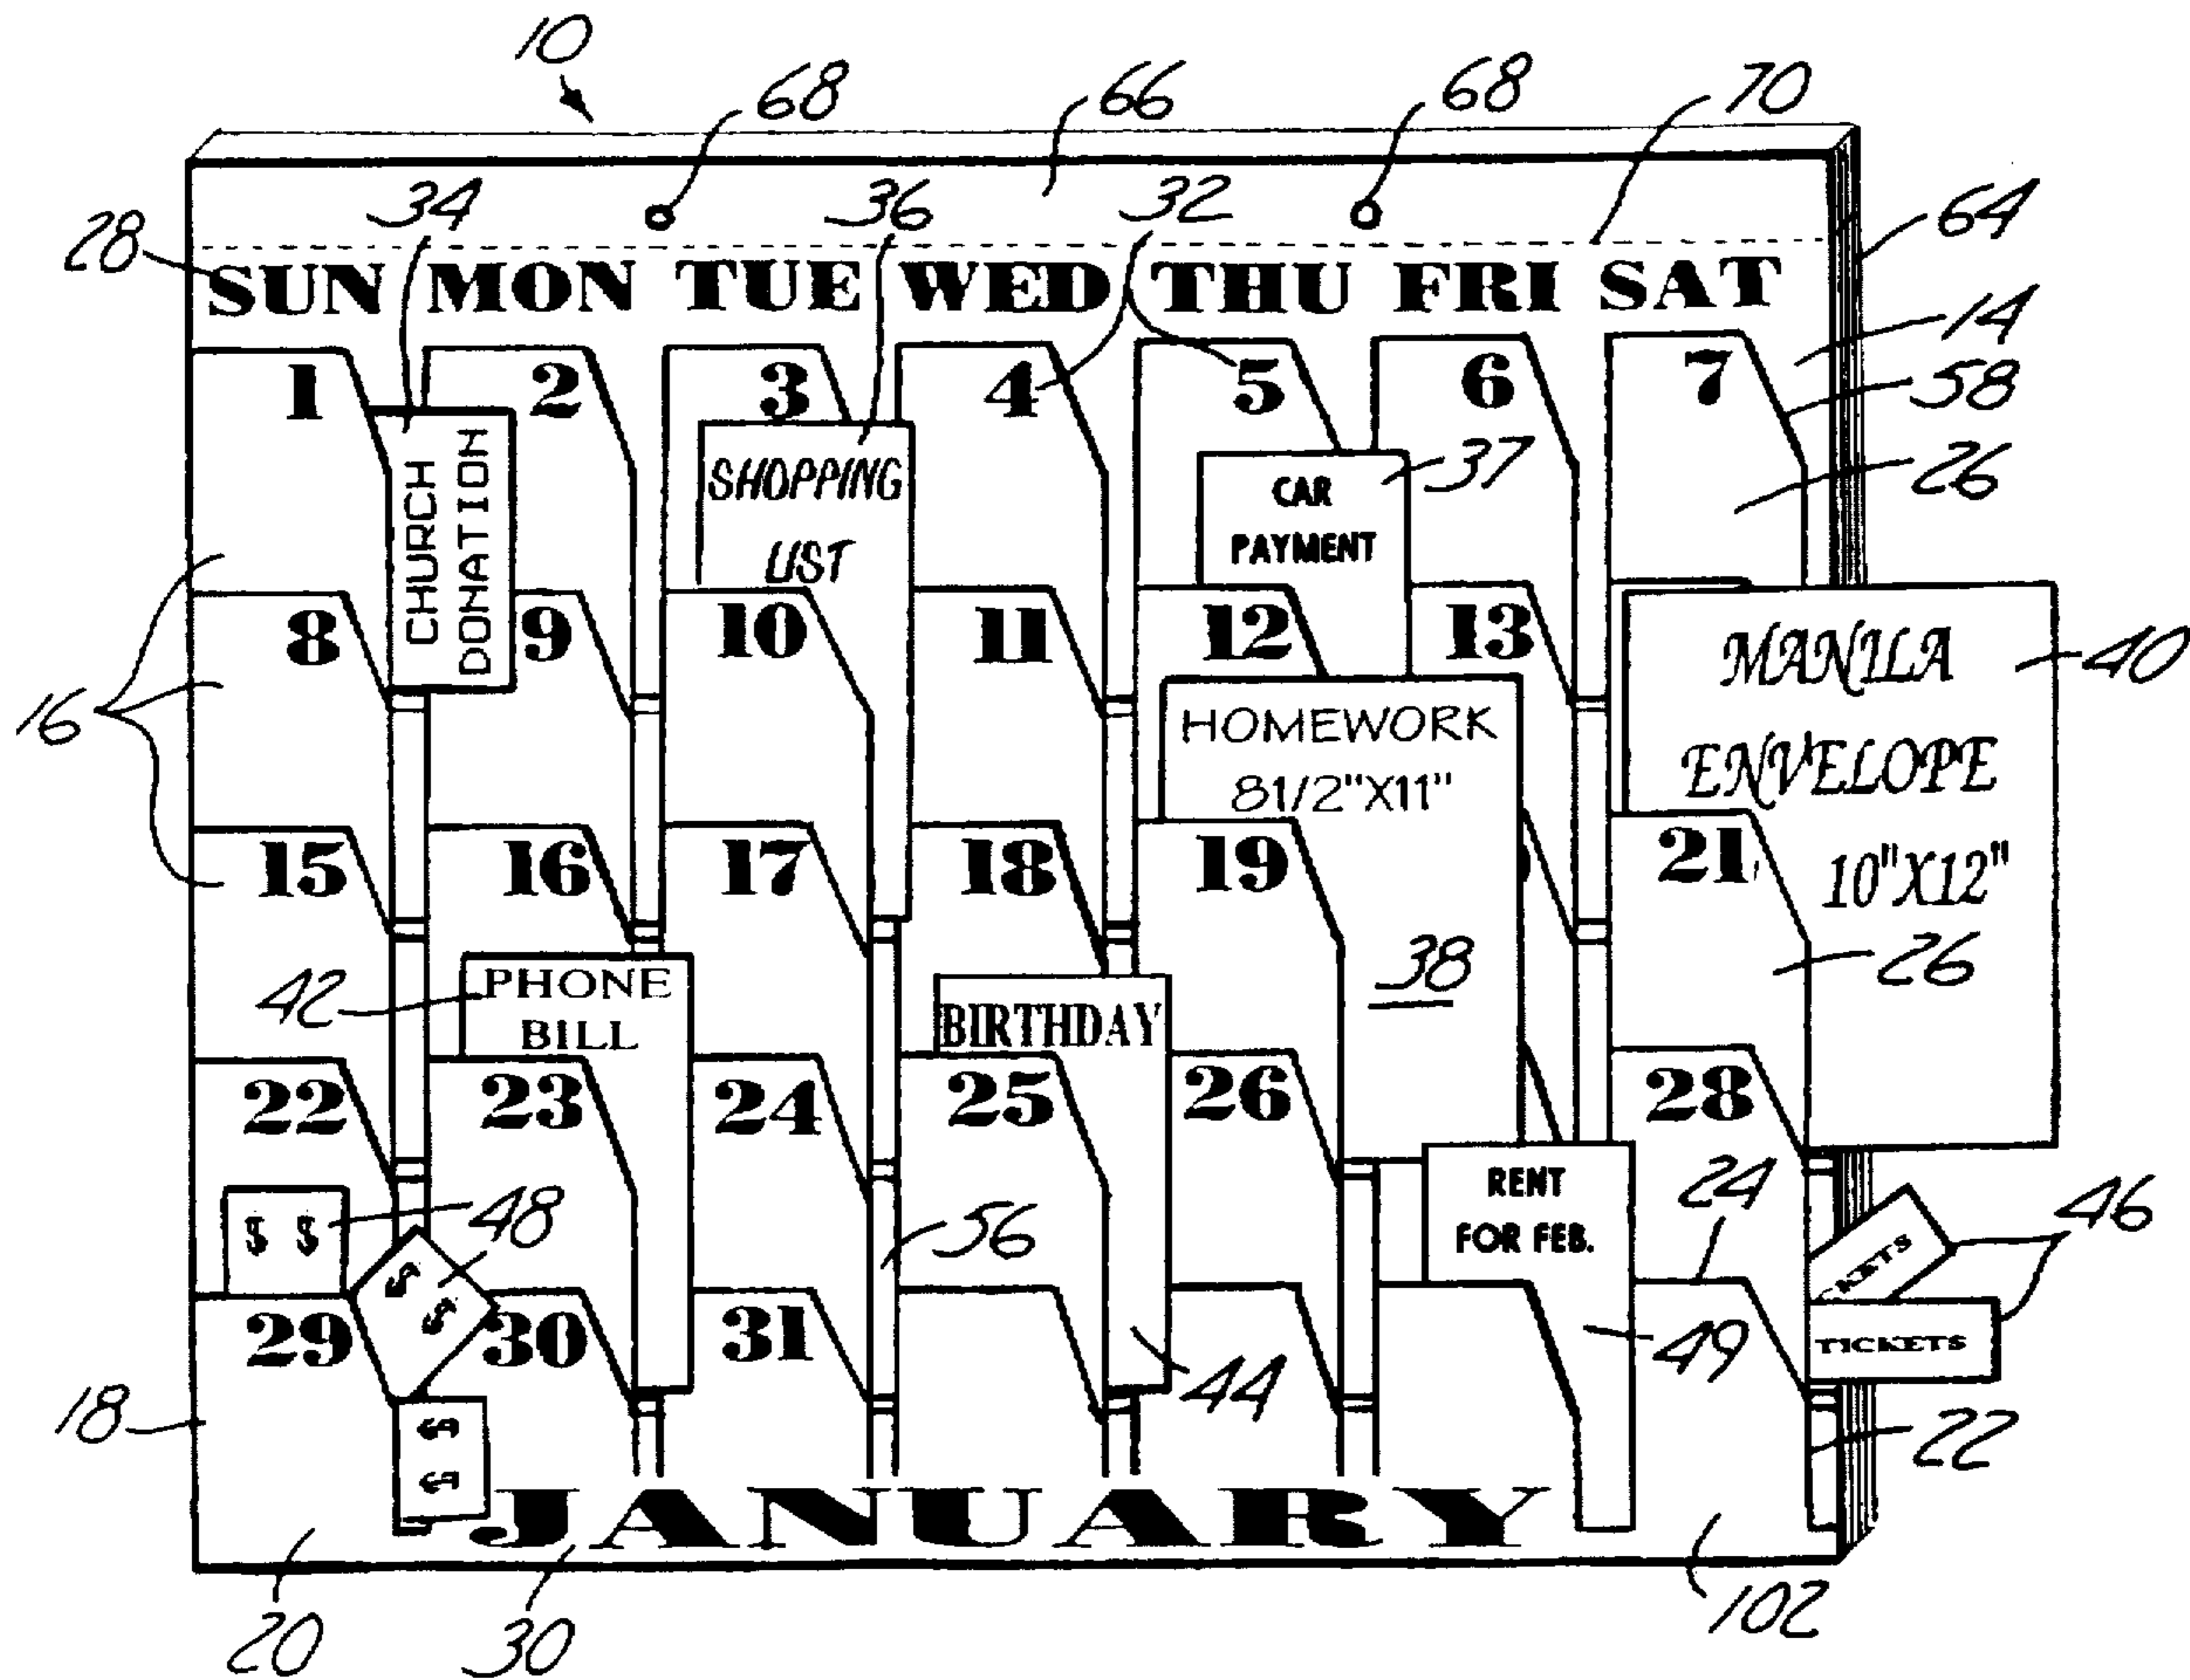 10
68
66
68
70
34
36
32
64
28
SUN MON TUE WED THU FRI SAT
14
1 2 3 4 5 6 7
58
CHURCH
DONATION
SHOPPING
LIST
CAR
PAYMENT
37
26
8 9 10 11 12 13
MANILA
ENVELOPE
10"X12"
40
16
HOMEWORK
8 1/2"X11"
15 16 17 18 19 21
38
26
42
PHONE
BILL
BIRTHDAY
22 23 24 25 26 28
$ $
48
$ $
56
RENT
FOR FEB.
24
46
KETS
TICKETS
29 30 31
49
44
18
$ $
22
JANUARY
20
30
102